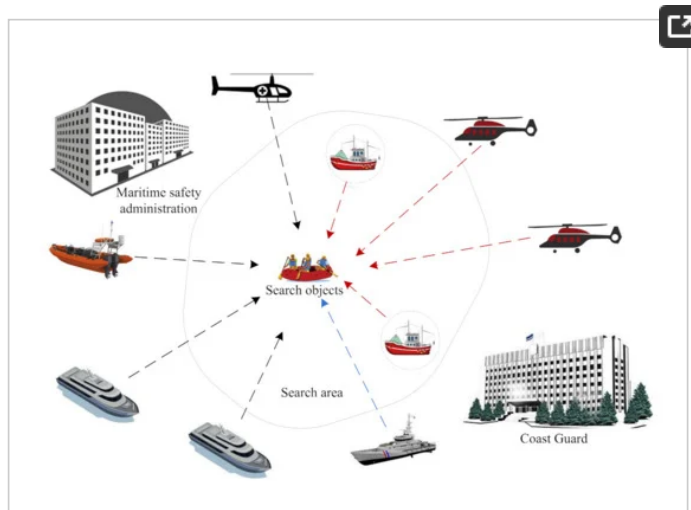 Maritime safety
administration
Search objects
Search area
Coast Guard